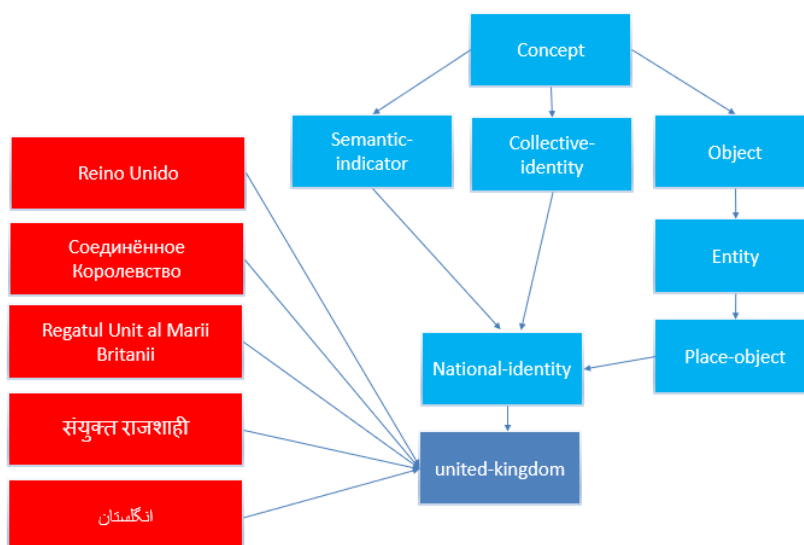 Concept
Semantic-
indicator
Collective-
identity
Object
Reino Unido
Соединённое
Королевство
Entity
Regatul Unit al Marii
Britanii
National-identity
Place-object
संयुक्त राजशाही
united-kingdom
انگلستان